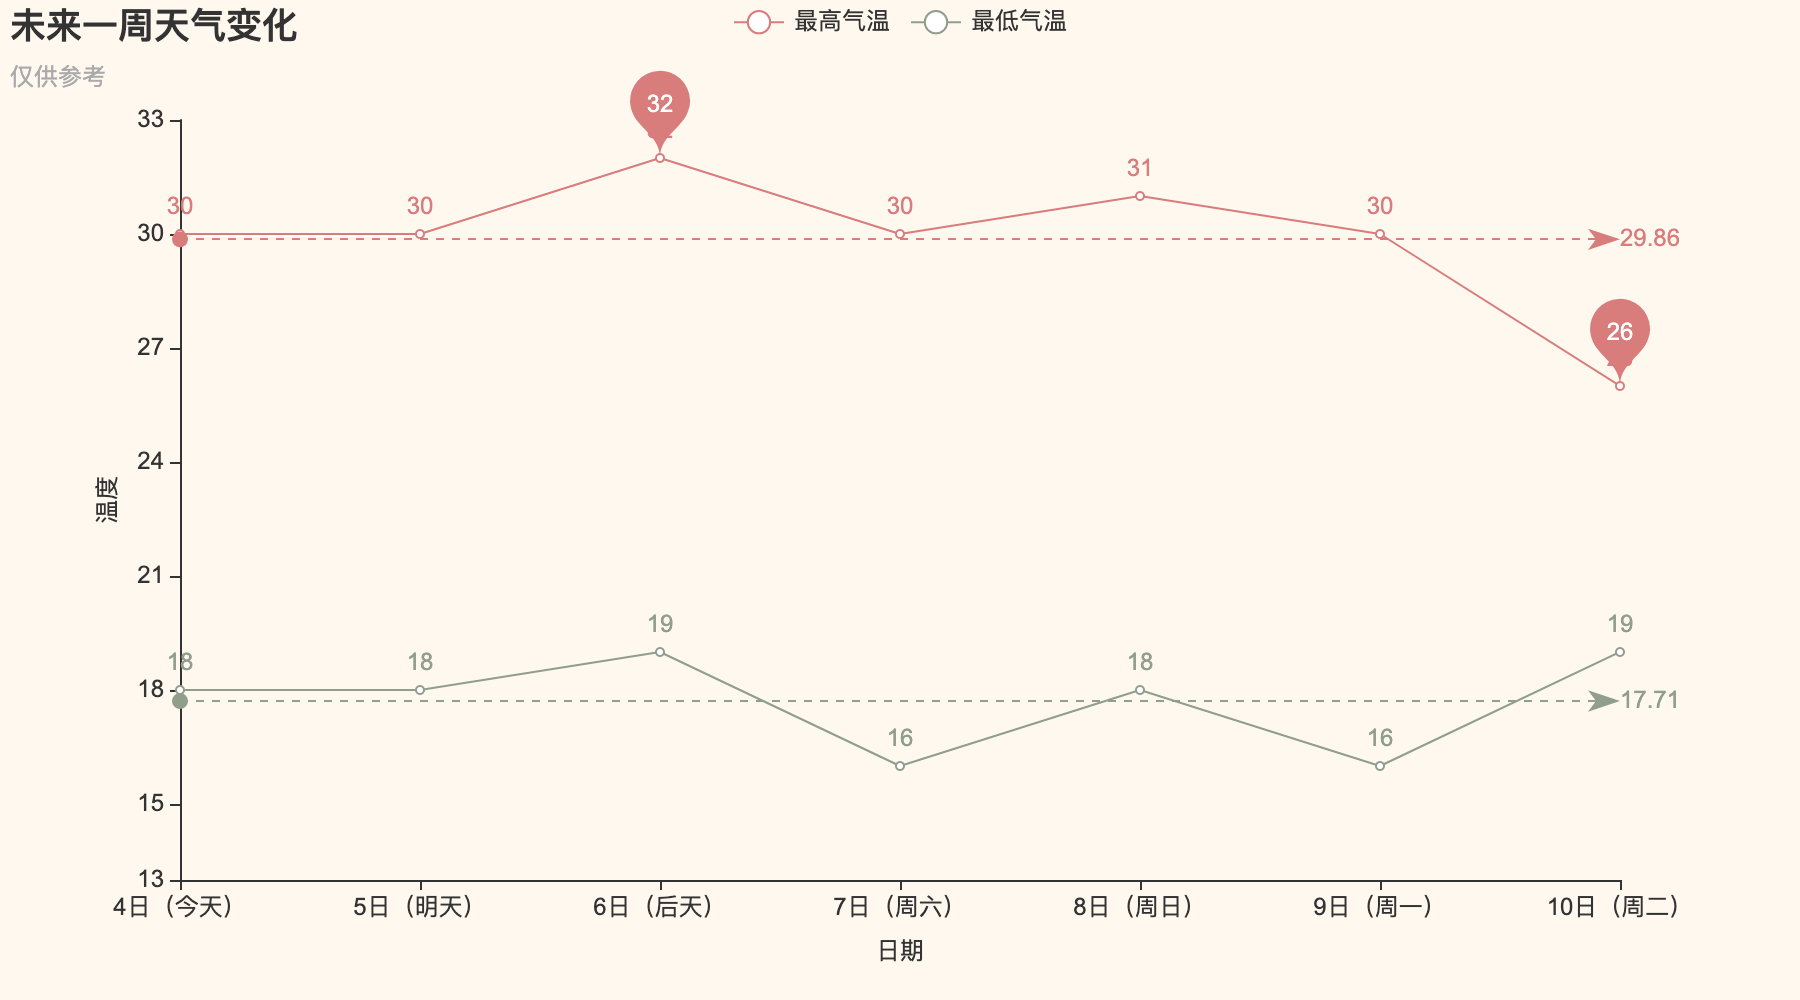 未来一周天气变化
仅供参考
最高气温 最低气温
33
30
27
24
21
18
15
13
温度
30 30 32 30 31 30 26
29.86
18 18 19 16 18 16 19
17.71
4日（今天） 5日（明天） 6日（后天） 7日（周六） 8日（周日） 9日（周一） 10日（周二）
日期